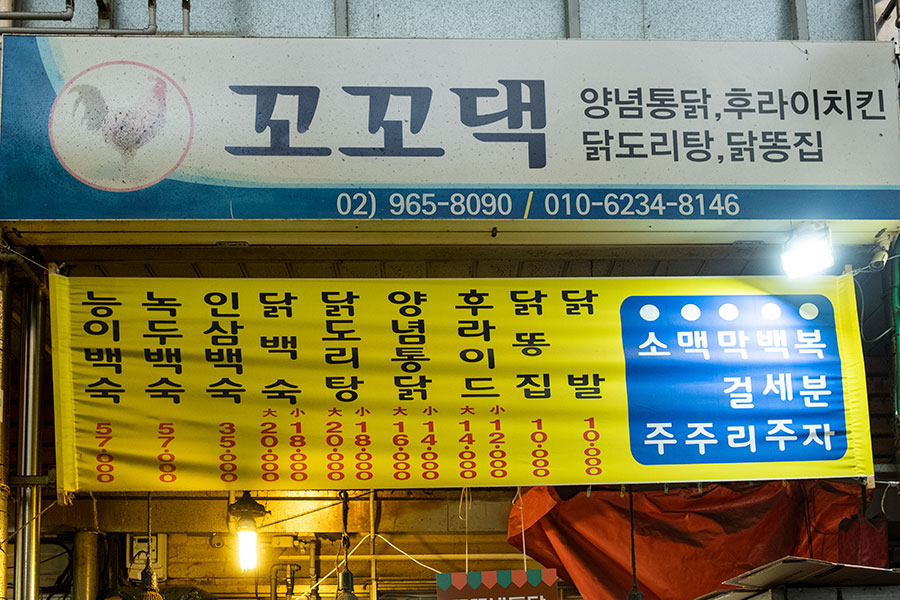 꼬꼬댁
양념통닭,후라이치킨
닭도리탕,닭똥집
02) 965-8090 / 010-6234-8146
능이백숙 57.000
녹두백숙 57.000
인삼백숙 35.000
닭백숙 大 20.000 小 18.000
닭도리탕 大 20.000 小 18.000
양념통닭 大 16.000 小 14.000
후라이드 大 14.000 小 12.000
닭똥집 10.000
닭발 10.000
소주
맥주
막걸리
백세주
복분자